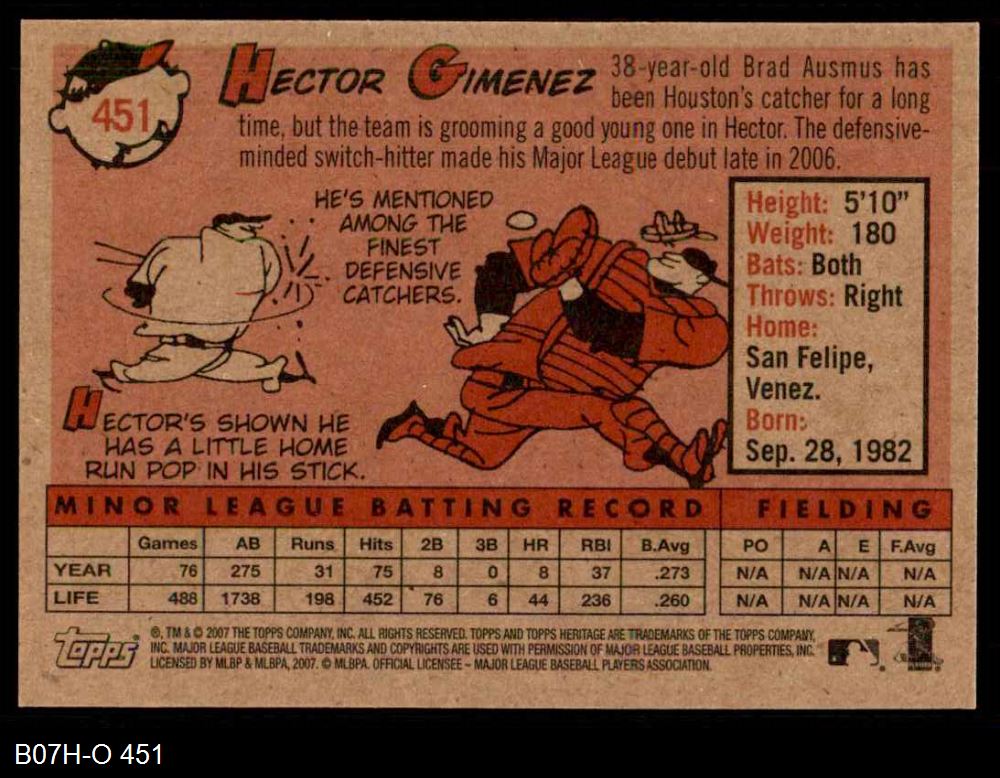 451
HECTOR GIMENEZ
38-year-old Brad Ausmus has
been Houston's catcher for a long
time, but the team is grooming a good young one in Hector. The defensive-
minded switch-hitter made his Major League debut late in 2006.
HE'S MENTIONED
AMONG THE
FINEST
DEFENSIVE
CATCHERS.
HECTOR'S SHOWN HE
HAS A LITTLE HOME
RUN POP IN HIS STICK.
Height: 5'10"
Weight: 180
Bats: Both
Throws: Right
Home:
San Felipe,
Venez.
Born:
Sep. 28, 1982
MINOR LEAGUE BATTING RECORD FIELDING
Games AB Runs Hits 2B 3B HR RBI B.Avg PO A E F.Avg
YEAR 76 275 31 75 8 0 8 37 .273 N/A N/A N/A N/A
LIFE 488 1738 198 452 76 6 44 236 .260 N/A N/A N/A N/A
topps
®, TM & © 2007 THE TOPPS COMPANY, INC. ALL RIGHTS RESERVED. TOPPS AND TOPPS HERITAGE ARE TRADEMARKS OF THE TOPPS COMPANY,
INC. MAJOR LEAGUE BASEBALL TRADEMARKS AND COPYRIGHTS ARE USED WITH PERMISSION OF MAJOR LEAGUE BASEBALL PROPERTIES, INC.
LICENSED BY MLBP & MLBPA, 2007. © MLBPA. OFFICIAL LICENSEE – MAJOR LEAGUE BASEBALL PLAYERS ASSOCIATION.
B07H-O 451